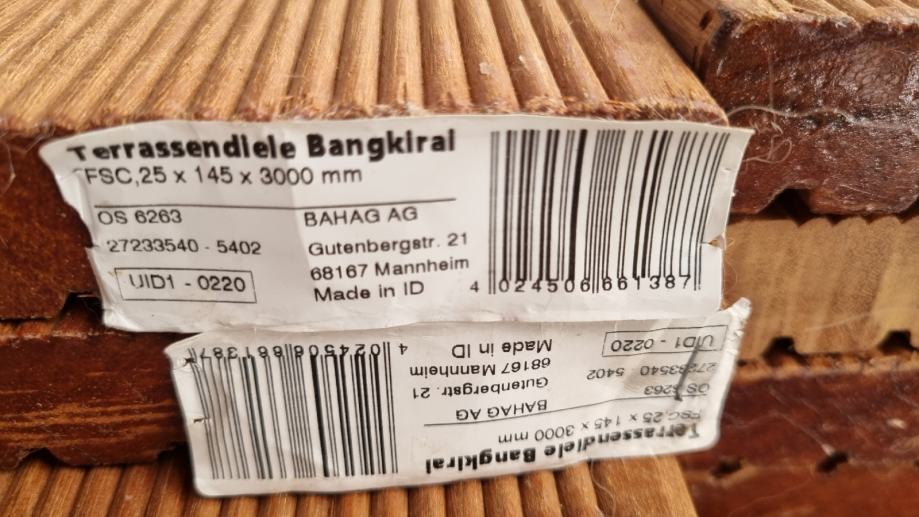 Terrassendiele Bangkirai
FSC,25 x 145 x 3000 mm
OS 6263
27233540 - 5402
UID1 - 0220
BAHAG AG
Gutenbergstr. 21
68167 Mannheim
Made in ID
4 024506 661387
Terrassendiele Bangkirai
FSC,25 x 145 x 3000 mm
OS 6263
27233540 5402
UID1 - 0220
BAHAG AG
Gutenbergstr. 21
68167 Mannheim
Made in ID
4 024506 661387